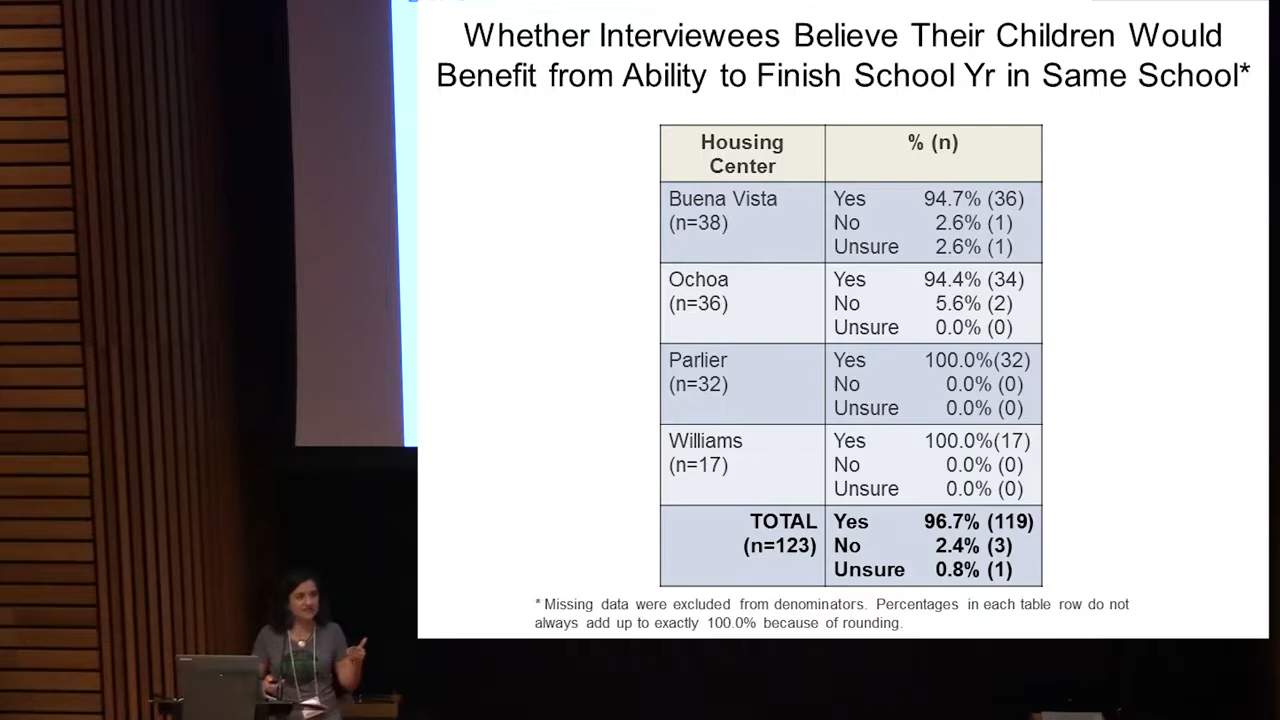 Whether Interviewees Believe Their Children Would
Benefit from Ability to Finish School Yr in Same School*
Housing Center % (n)
Buena Vista Yes 94.7% (36)
(n=38) No 2.6% (1)
Unsure 2.6% (1)
Ochoa Yes 94.4% (34)
(n=36) No 5.6% (2)
Unsure 0.0% (0)
Parlier Yes 100.0%(32)
(n=32) No 0.0% (0)
Unsure 0.0% (0)
Williams Yes 100.0%(17)
(n=17) No 0.0% (0)
Unsure 0.0% (0)
TOTAL Yes 96.7% (119)
(n=123) No 2.4% (3)
Unsure 0.8% (1)
* Missing data were excluded from denominators. Percentages in each table row do not
always add up to exactly 100.0% because of rounding.